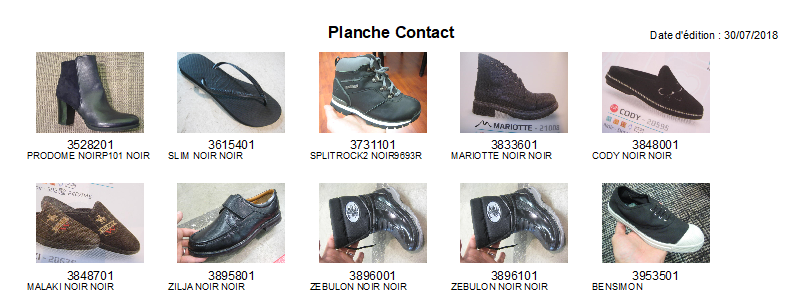 Planche Contact
Date d'édition : 30/07/2018
MARIOTTE - 21008
CODY - 20595
3528201 3615401 3731101 3833601 3848001
PRODOME NOIRP101 NOIR SLIM NOIR NOIR SPLITROCK2 NOIR9693R MARIOTTE NOIR NOIR CODY NOIR NOIR
3848701 3895801 3896001 3896101 3953501
MALAKI NOIR NOIR ZILJA NOIR NOIR ZEBULON NOIR NOIR ZEBULON NOIR NOIR BENSIMON